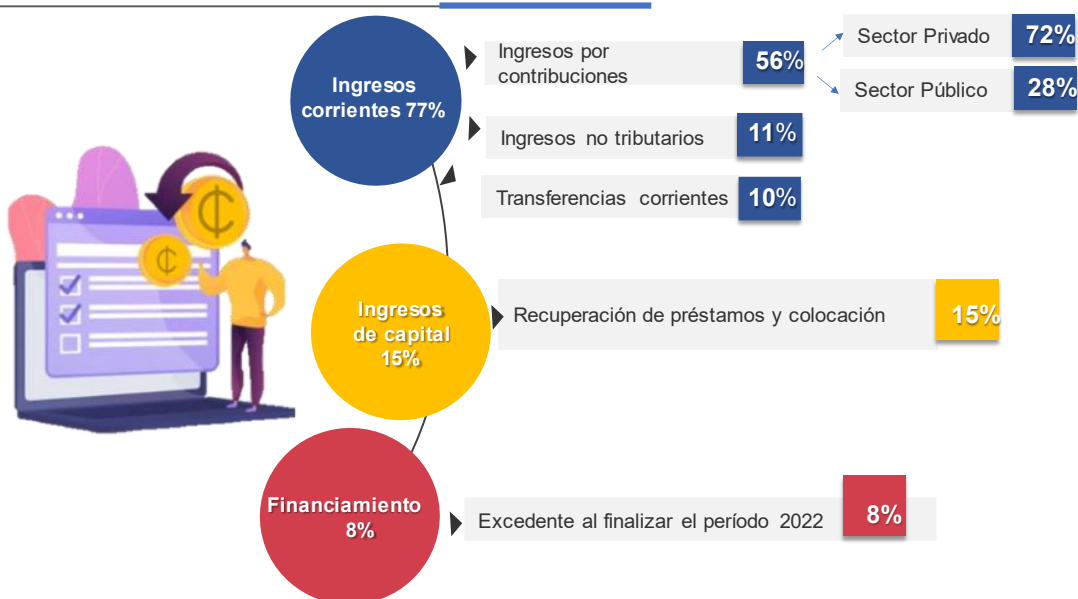 Ingresos
corrientes 77%
Ingresos por
contribuciones
56%
Sector Privado
72%
Sector Público
28%
Ingresos no tributarios
11%
Transferencias corrientes
10%
₵
₵
Ingresos
de capital
15%
Recuperación de préstamos y colocación
15%
Financiamiento
8%
Excedente al finalizar el período 2022
8%